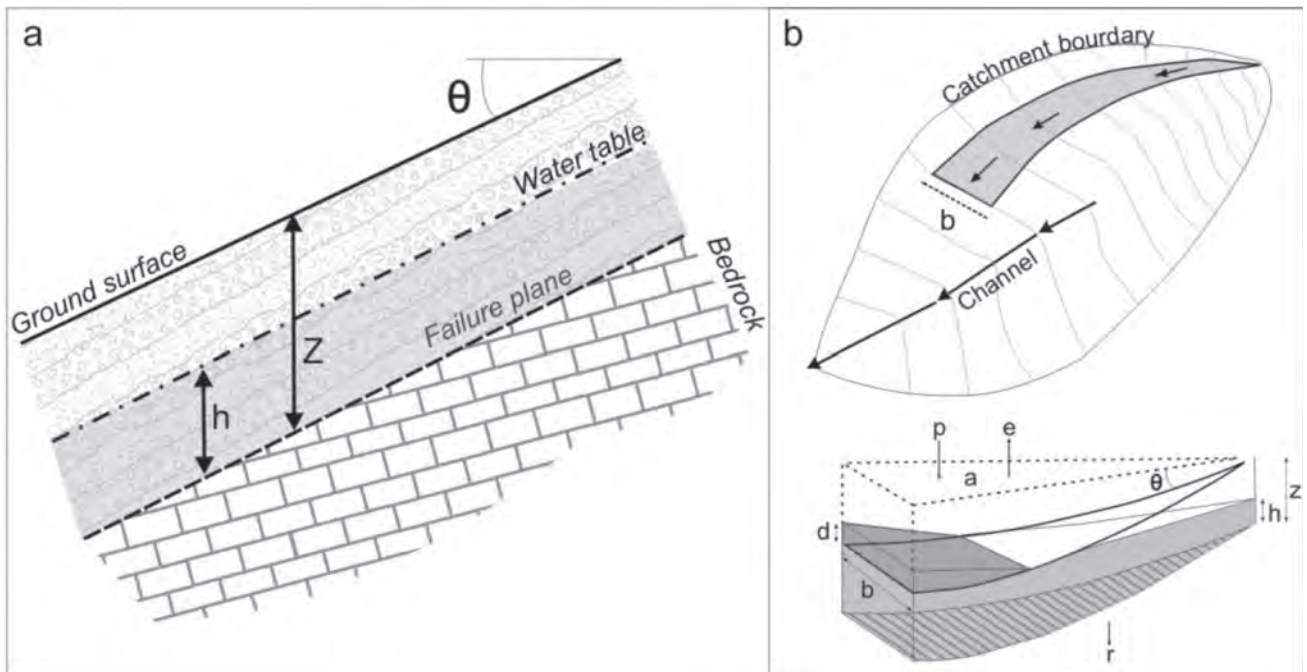 a
θ
Ground surface
Water table
Failure plane
Bedrock
Z
h
b
Catchment bourdary
b
Channel
p
e
a
θ
z
h
d
b
r